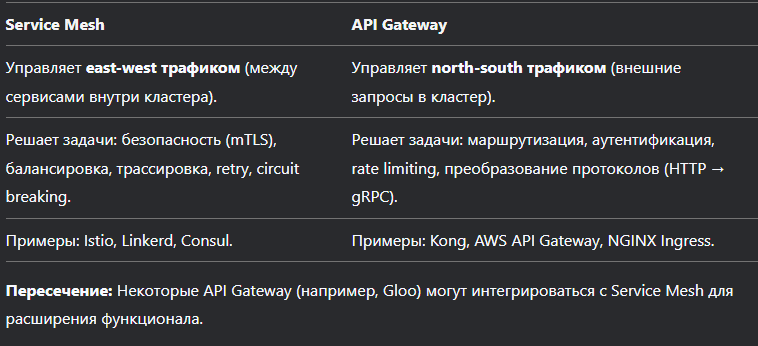 Service Mesh
API Gateway
Управляет east-west трафиком (между
сервисами внутри кластера).
Управляет north-south трафиком (внешние
запросы в кластер).
Решает задачи: безопасность (mTLS),
балансировка, трассировка, retry, circuit
breaking.
Решает задачи: маршрутизация, аутентификация,
rate limiting, преобразование протоколов (HTTP →
gRPC).
Примеры: Istio, Linkerd, Consul.
Примеры: Kong, AWS API Gateway, NGINX Ingress.
Пересечение: Некоторые API Gateway (например, Gloo) могут интегрироваться с Service Mesh для
расширения функционала.